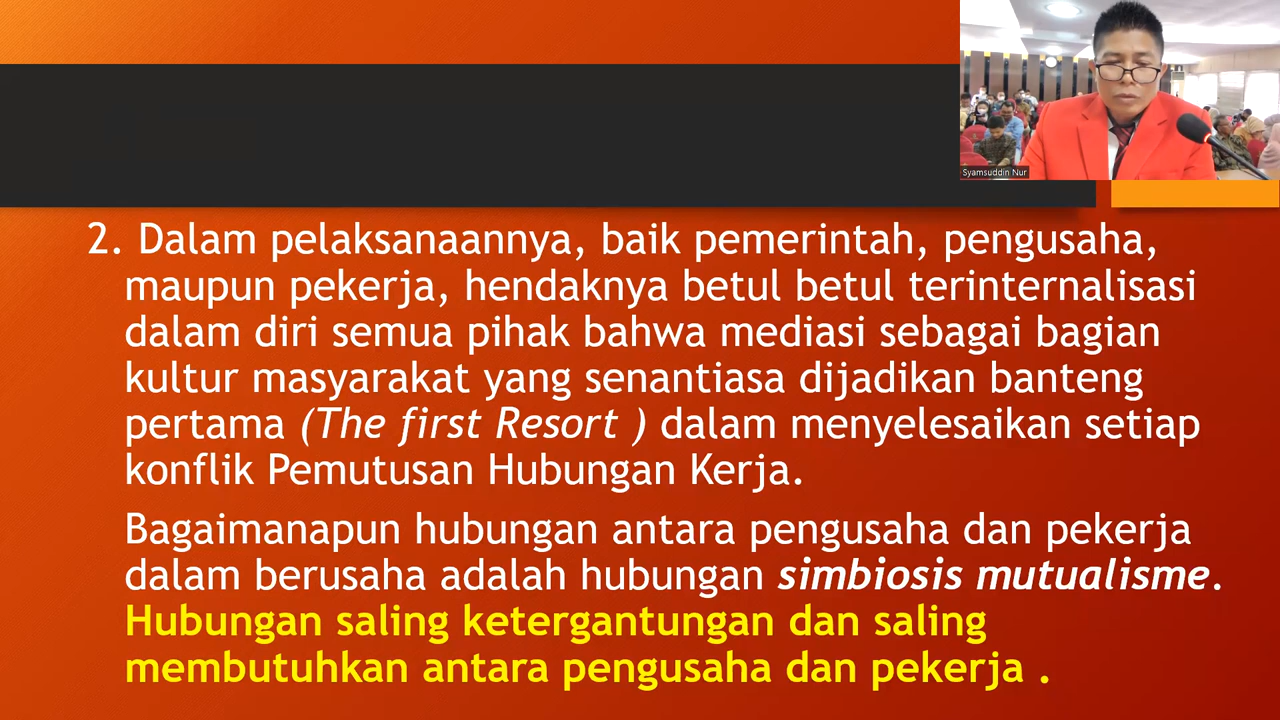 Syamsuddin Nur
2. Dalam pelaksanaannya, baik pemerintah, pengusaha,
maupun pekerja, hendaknya betul betul terinternalisasi
dalam diri semua pihak bahwa mediasi sebagai bagian
kultur masyarakat yang senantiasa dijadikan banteng
pertama (The first Resort ) dalam menyelesaikan setiap
konflik Pemutusan Hubungan Kerja.
Bagaimanapun hubungan antara pengusaha dan pekerja
dalam berusaha adalah hubungan simbiosis mutualisme.
Hubungan saling ketergantungan dan saling
membutuhkan antara pengusaha dan pekerja .